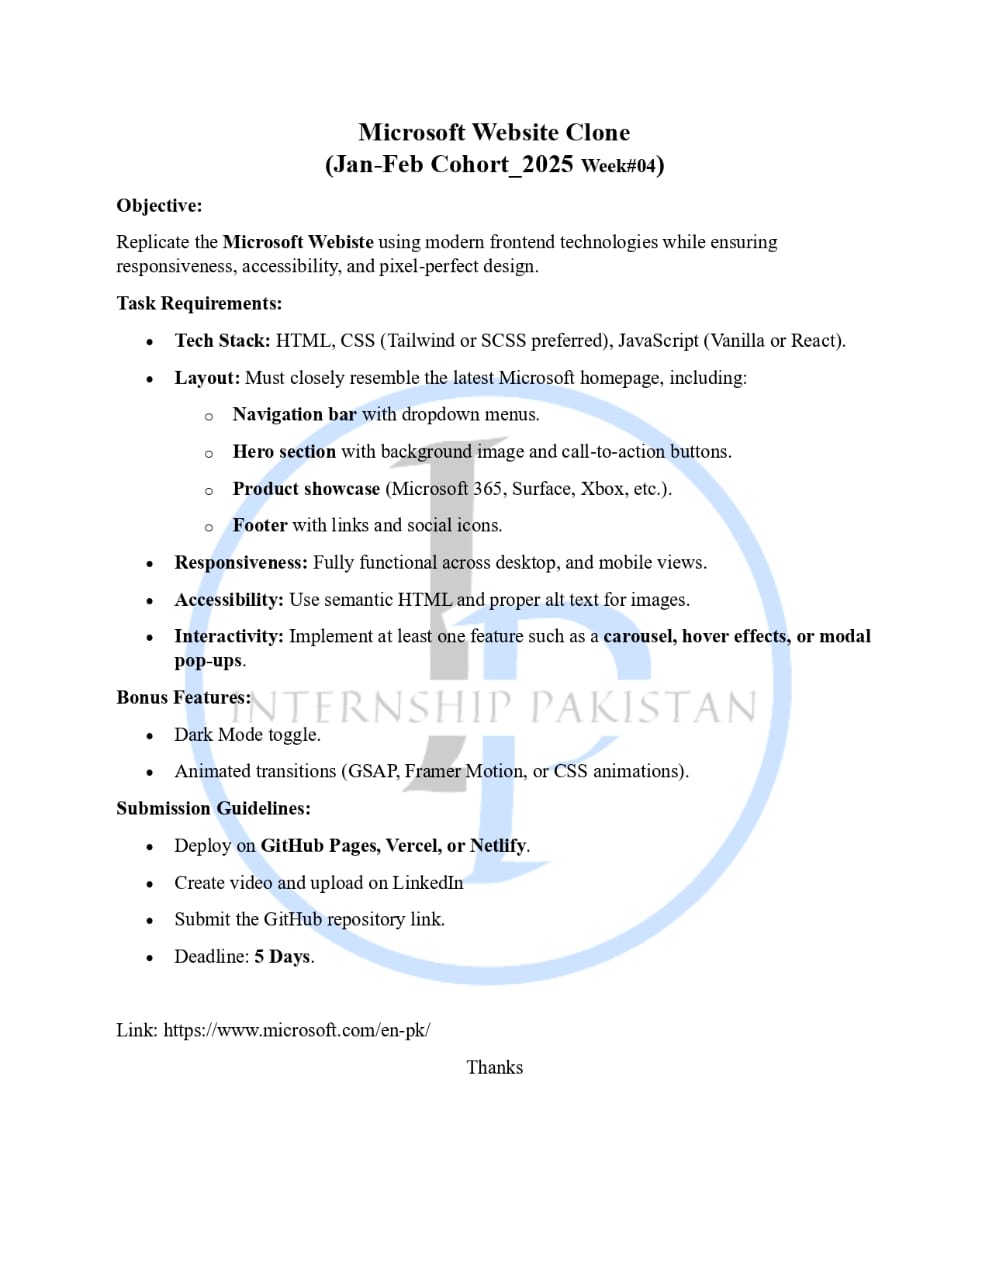 Microsoft Website Clone
(Jan-Feb Cohort_2025 Week#04)
Objective:
Replicate the Microsoft Webiste using modern frontend technologies while ensuring
responsiveness, accessibility, and pixel-perfect design.
Task Requirements:
• Tech Stack: HTML, CSS (Tailwind or SCSS preferred), JavaScript (Vanilla or React).
• Layout: Must closely resemble the latest Microsoft homepage, including:
o Navigation bar with dropdown menus.
o Hero section with background image and call-to-action buttons.
o Product showcase (Microsoft 365, Surface, Xbox, etc.).
o Footer with links and social icons.
• Responsiveness: Fully functional across desktop, and mobile views.
• Accessibility: Use semantic HTML and proper alt text for images.
• Interactivity: Implement at least one feature such as a carousel, hover effects, or modal
pop-ups.
Bonus Features:
INTERNSHIP PAKISTAN
• Dark Mode toggle.
• Animated transitions (GSAP, Framer Motion, or CSS animations).
Submission Guidelines:
• Deploy on GitHub Pages, Vercel, or Netlify.
• Create video and upload on LinkedIn
• Submit the GitHub repository link.
• Deadline: 5 Days.
Link: https://www.microsoft.com/en-pk/
Thanks